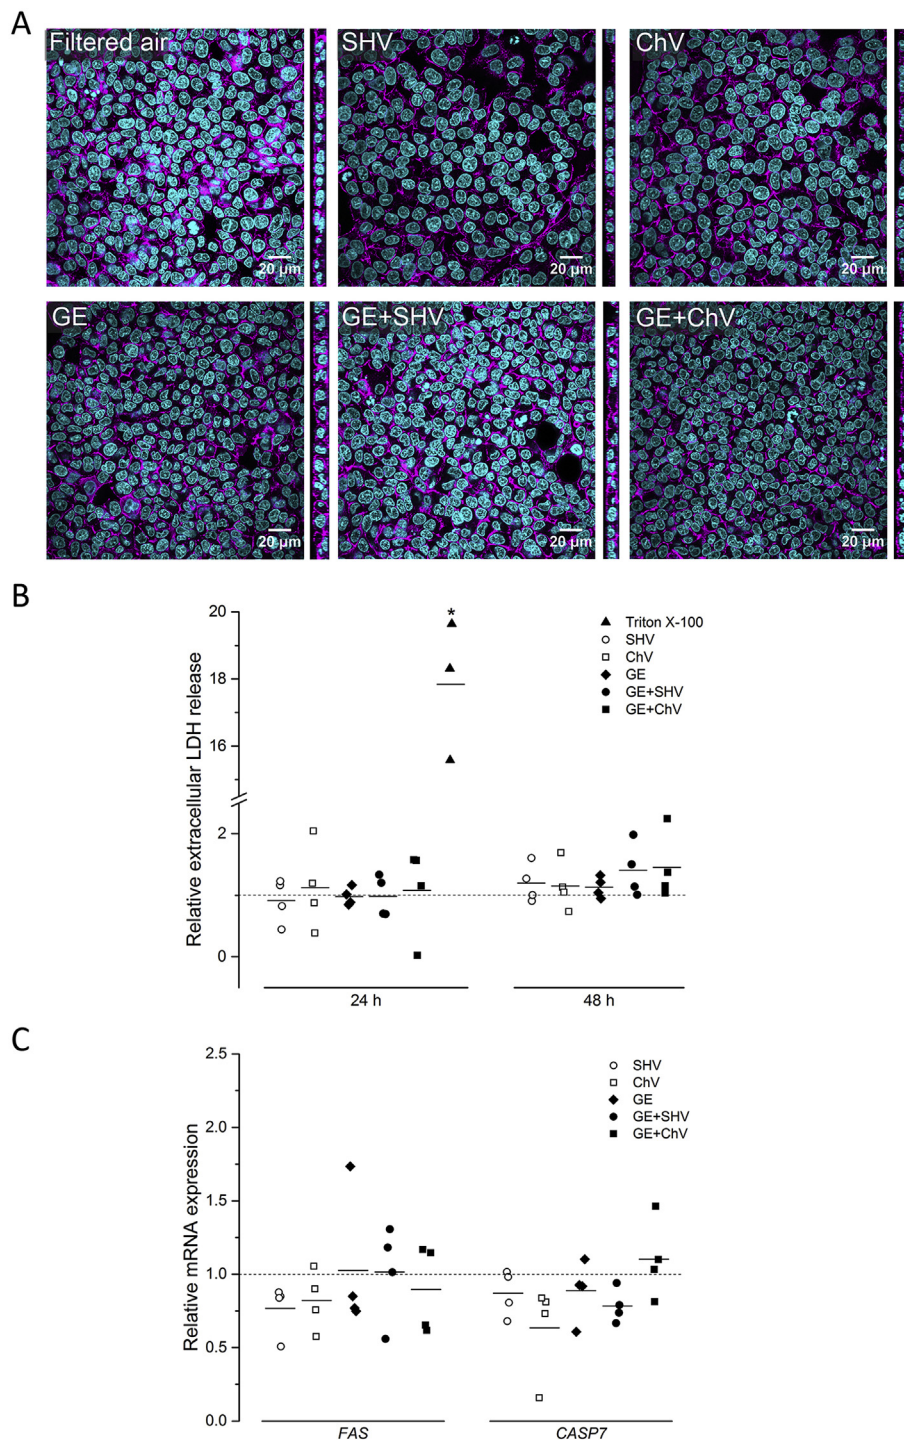 A
Filtered air
SHV
ChV
20 µm
20 µm
20 µm
GE
GE+SHV
GE+ChV
20 µm
20 µm
20 µm
B
Relative extracellular LDH release
20
18
16
2
1
0
*
Triton X-100
SHV
ChV
GE
GE+SHV
GE+ChV
24 h
48 h
C
Relative mRNA expression
2.5
2.0
1.5
1.0
0.5
0.0
SHV
ChV
GE
GE+SHV
GE+ChV
FAS
CASP7